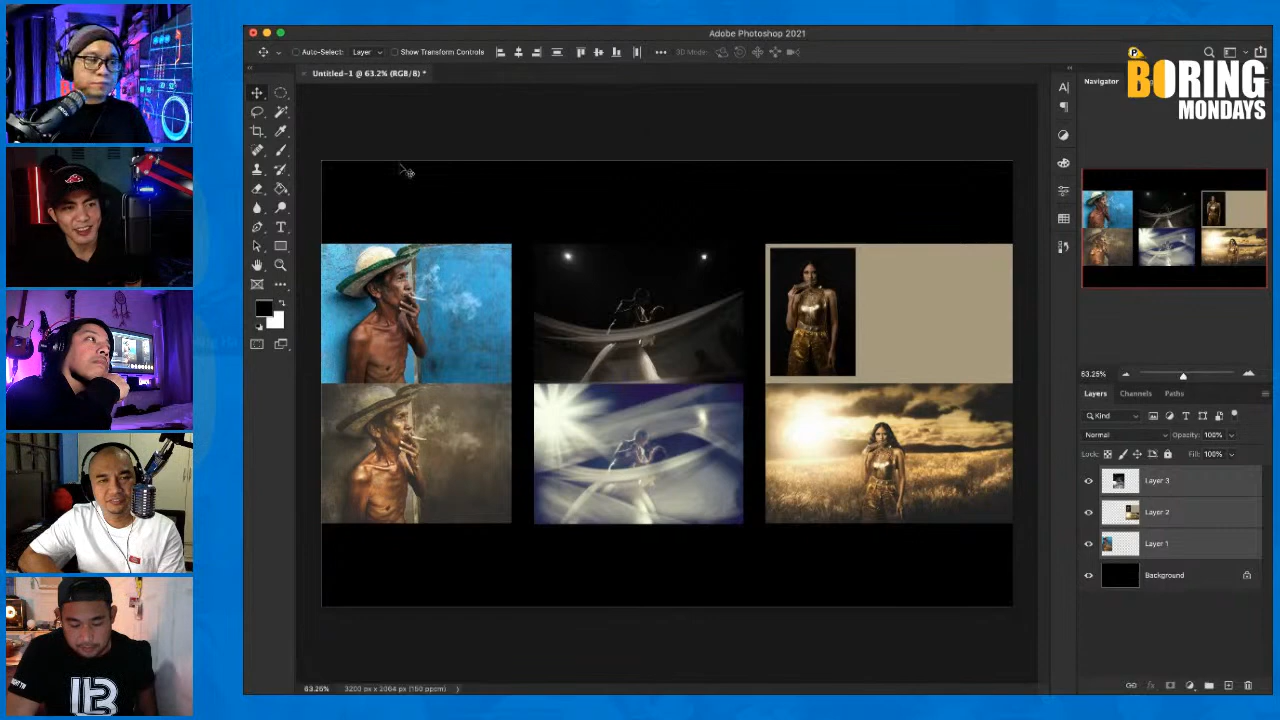 Adobe Photoshop 2021
Auto-Select: Layer Show Transform Controls 3D Mode:
Untitled-1 @ 63.2% (RGB/8) *
BORING
MONDAYS
Navigator
63.25%
Layers Channels Paths
Kind
Normal Opacity: 100%
Lock: Fill: 100%
Layer 3
Layer 2
Layer 1
Background
63.25% 3200 px x 2064 px (150 ppcm)